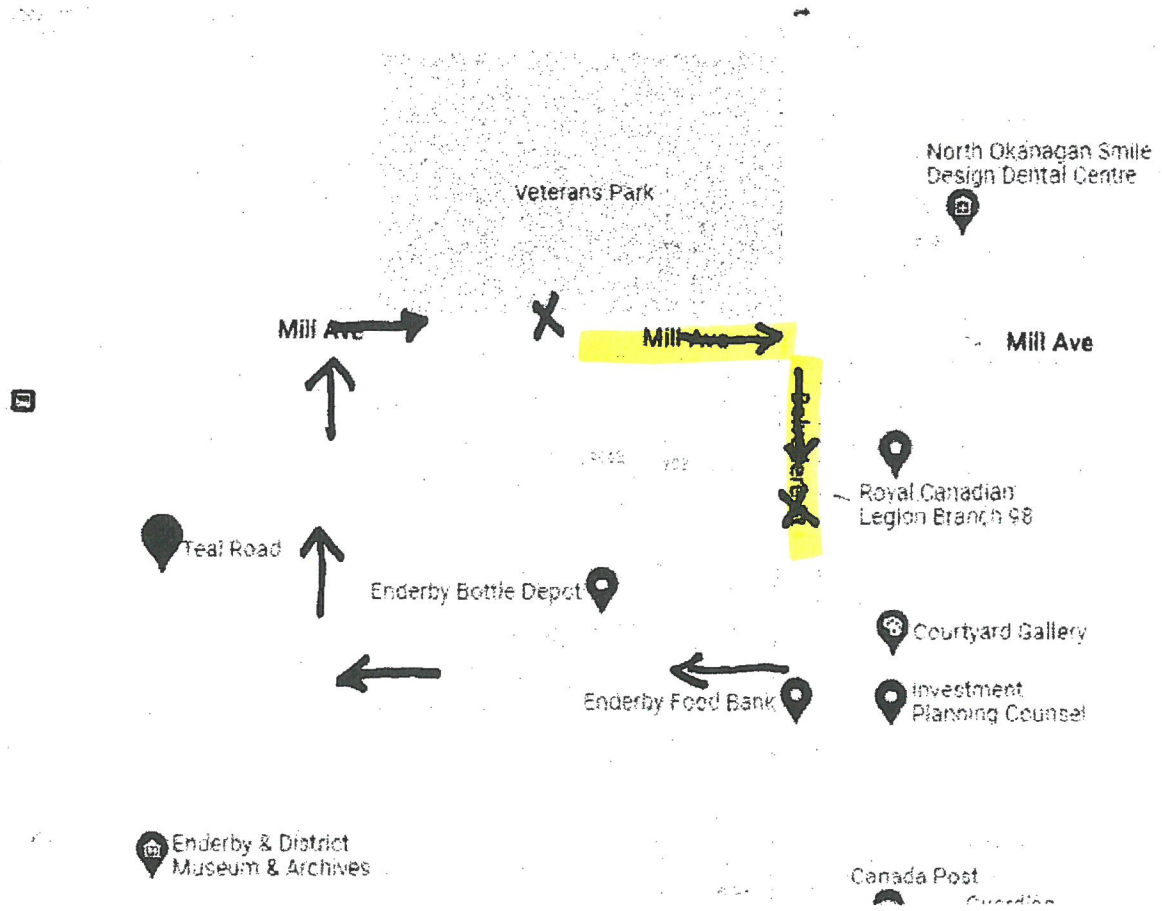 North Okanagan Smile
Design Dental Centre
Veterans Park
Mill Ave
Mill Ave
Mill Ave
Royal Canadian
Legion Branch 98
Teal Road
Enderby Bottle Depot
Courtyard Gallery
Enderby Food Bank
Investment
Planning Counsel
Enderby & District
Museum & Archives
Canada Post
Guardian